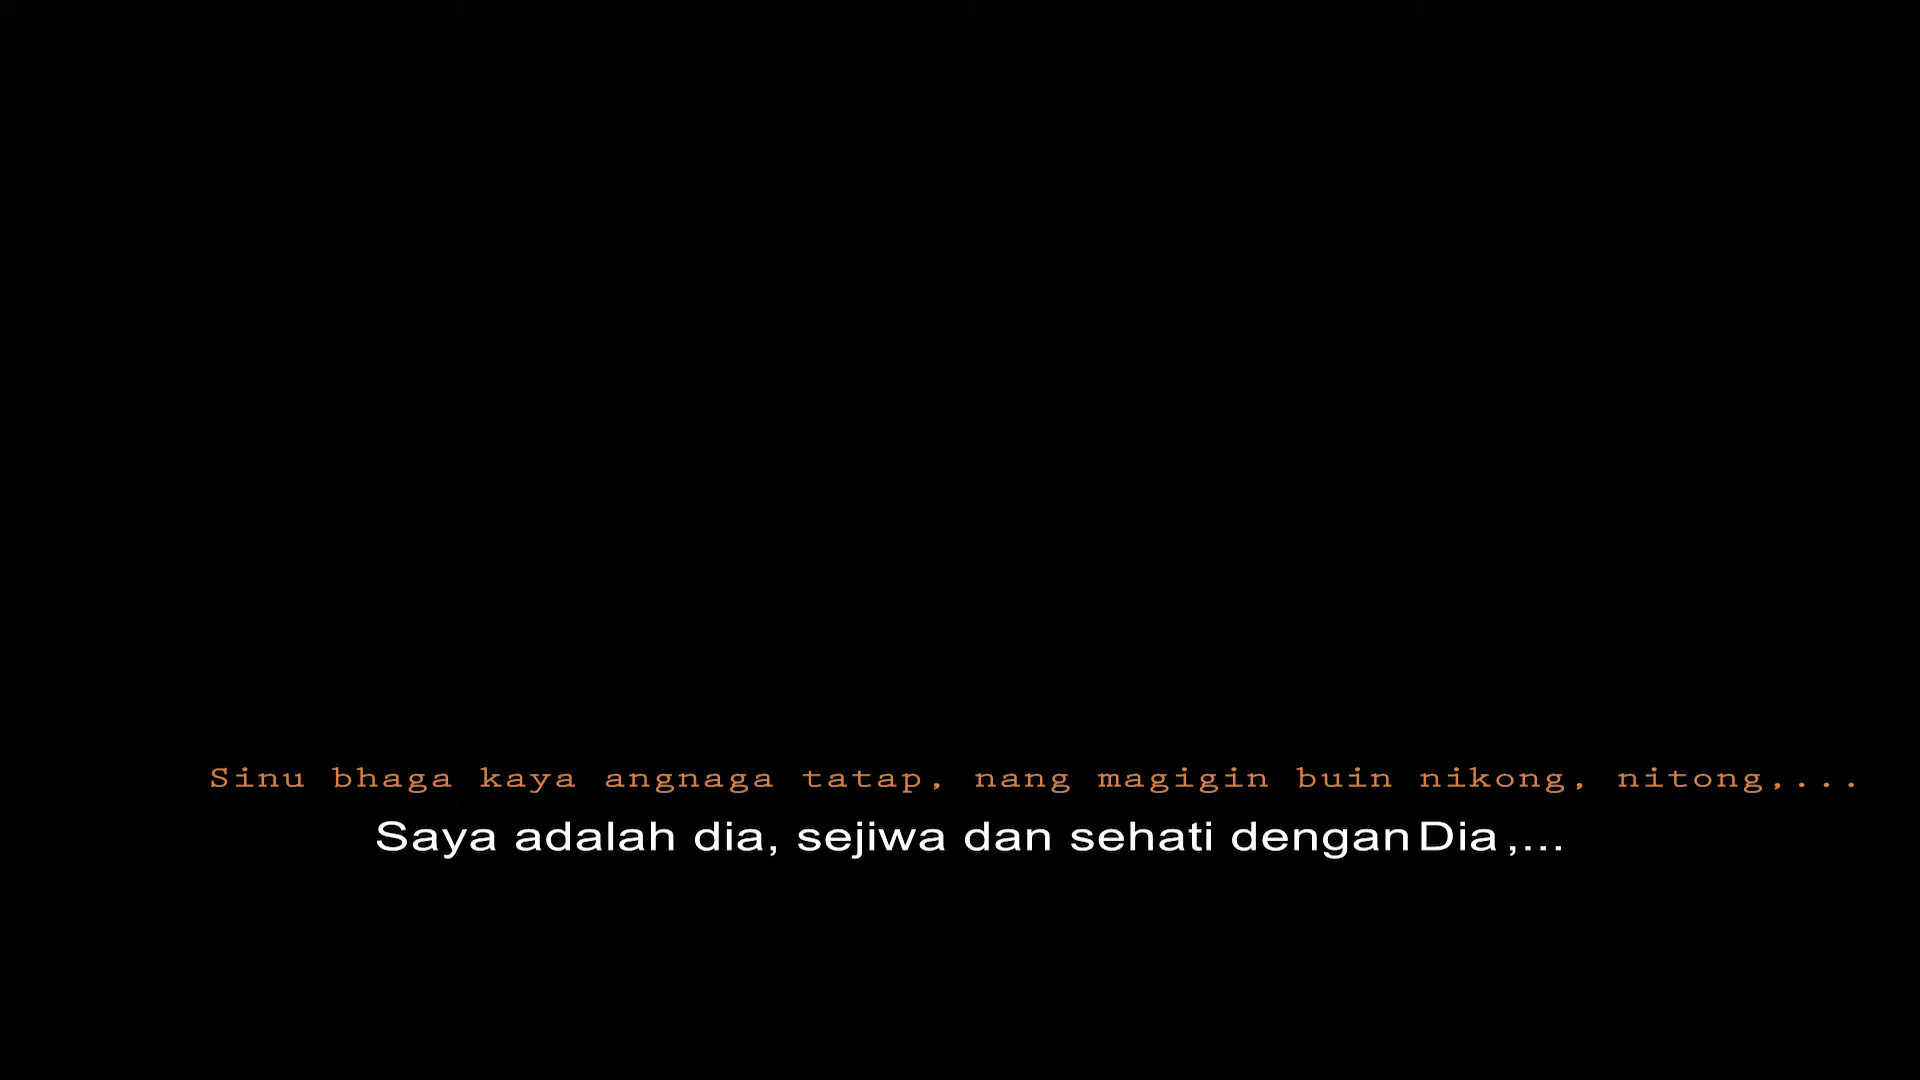 Sinu bhaga kaya angnaga tatap, nang magigin buin nikong, nitong,...
Saya adalah dia, sejiwa dan sehati dengan Dia ,...